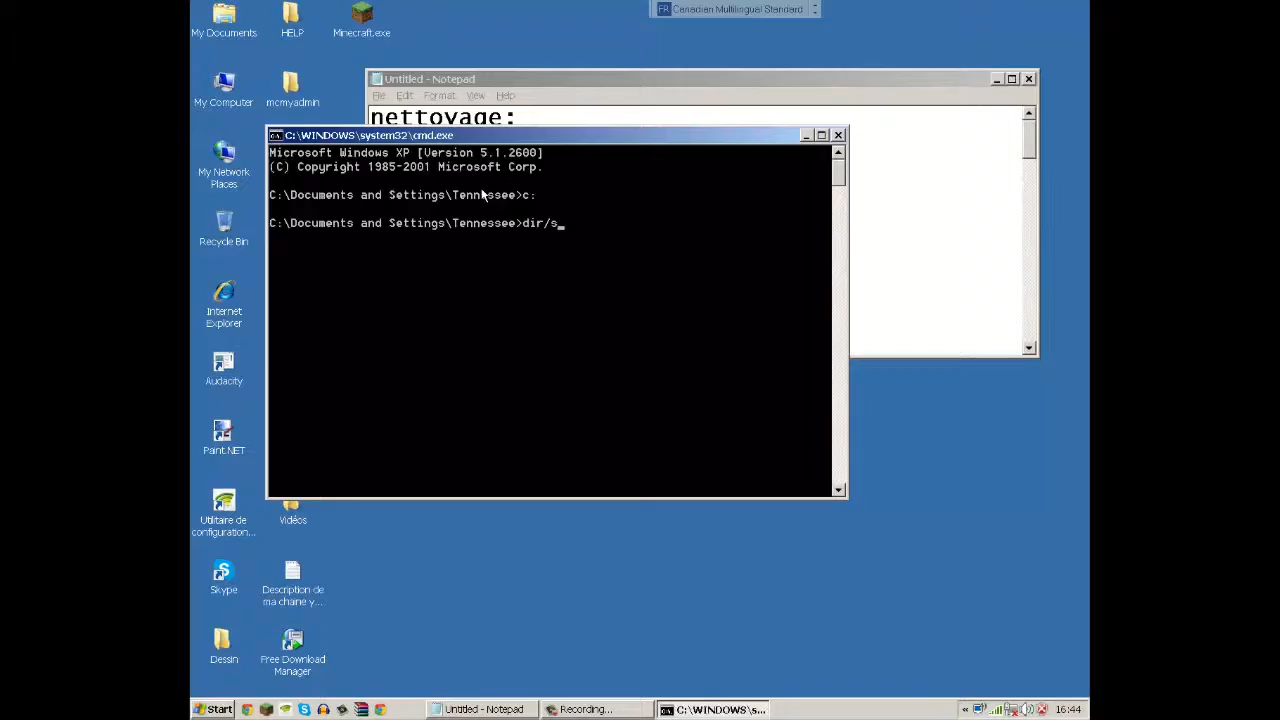 FR Canadian Multilingual Standard
My Documents
HELP
Minecraft.exe
My Computer
mcmyadmin
My Network
Places
Recycle Bin
Internet
Explorer
Audacity
Paint.NET
Utilitaire de
configuration...
Vidéos
Skype
Description de
ma chaine y...
Dessin
Free Download
Manager
Untitled - Notepad
File Edit Format View Help
nettoyage:
C:\WINDOWS\system32\cmd.exe
Microsoft Windows XP [Version 5.1.2600]
(C) Copyright 1985-2001 Microsoft Corp.
C:\Documents and Settings\Tennessee>c:
C:\Documents and Settings\Tennessee>dir/s_
Start
Untitled - Notepad
Recording...
C:\WINDOWS\s...
16:44